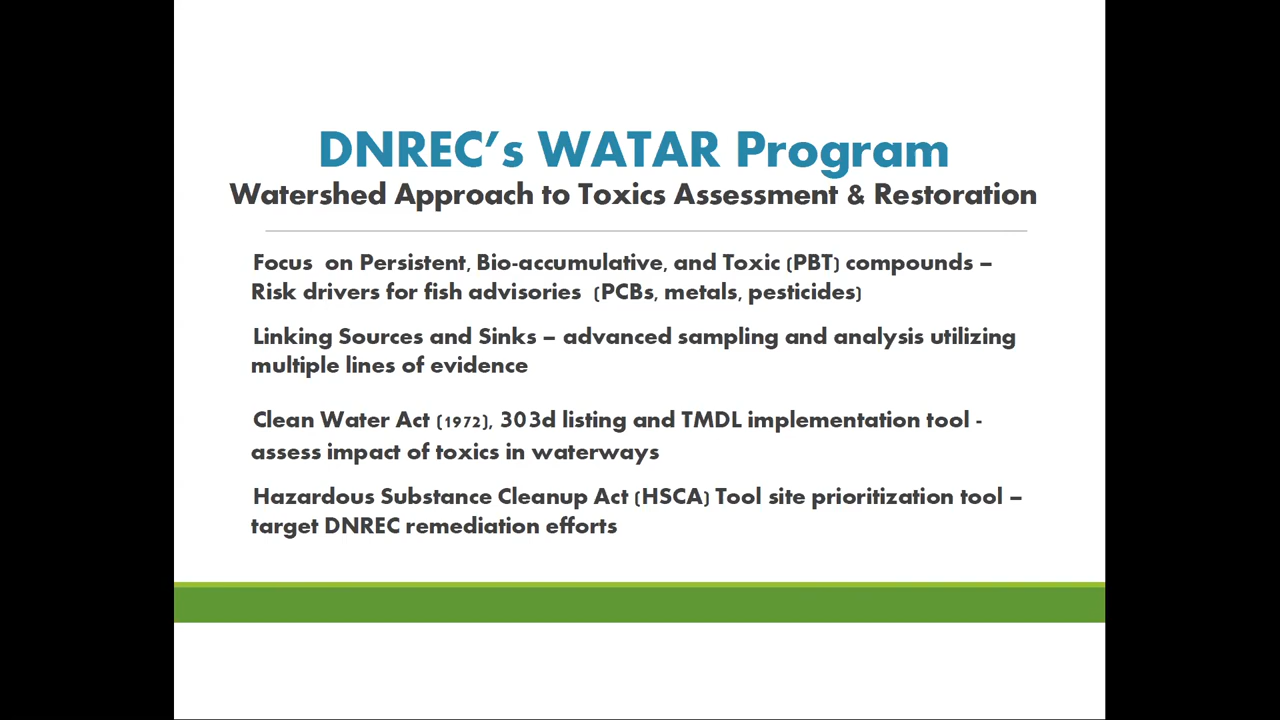 DNREC’s WATAR Program
Watershed Approach to Toxics Assessment & Restoration
Focus on Persistent, Bio-accumulative, and Toxic (PBT) compounds –
Risk drivers for fish advisories (PCBs, metals, pesticides)
Linking Sources and Sinks – advanced sampling and analysis utilizing
multiple lines of evidence
Clean Water Act (1972), 303d listing and TMDL implementation tool -
assess impact of toxics in waterways
Hazardous Substance Cleanup Act (HSCA) Tool site prioritization tool –
target DNREC remediation efforts